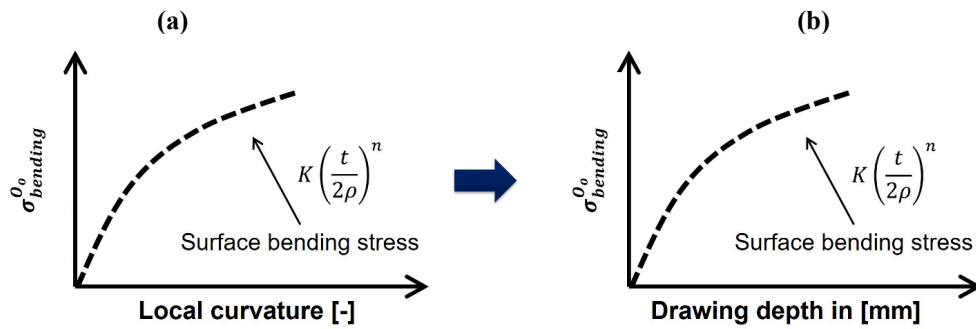 (a)
σ^{O_o}_{bending}
K(t/2ρ)^n
Surface bending stress
Local curvature [-]
(b)
σ^{O_o}_{bending}
K(t/2ρ)^n
Surface bending stress
Drawing depth in [mm]